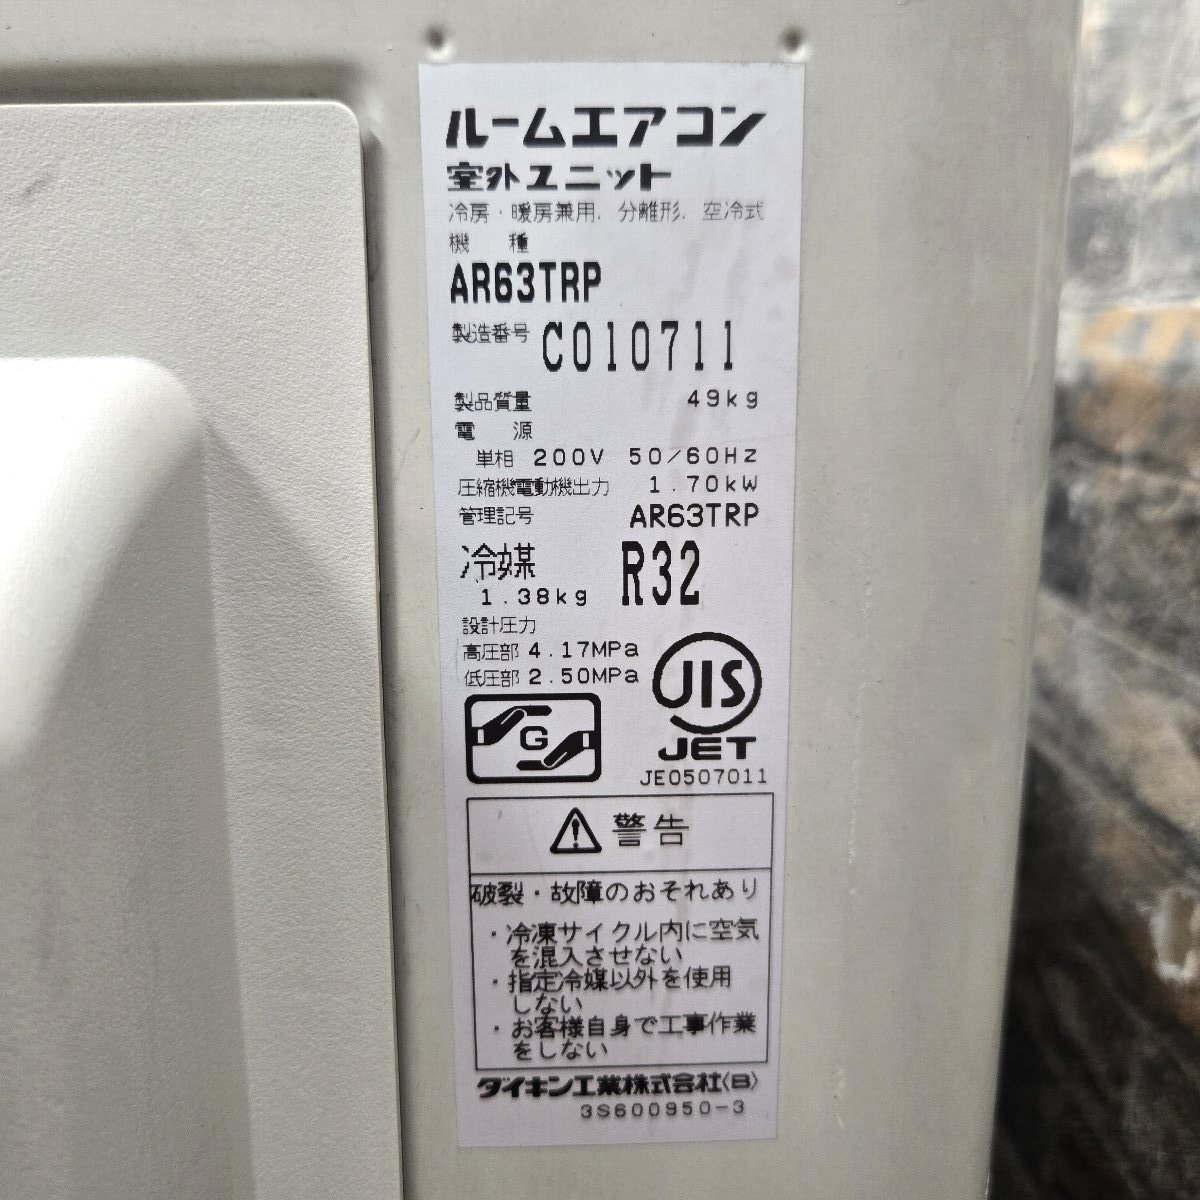 ルームエアコン
室外ユニット
冷房・暖房兼用. 分離形. 空冷式
機 種
AR63TRP
製造番号 C010711
製品質量 49kg
電 源
単相 200V 50/60Hz
圧縮機電動機出力 1.70kW
管理記号 AR63TRP
冷媒 R32
1.38kg
設計圧力
高圧部 4.17MPa
低圧部 2.50MPa
JIS
G
JET
JE0507011
警告
破裂・故障のおそれあり
・冷凍サイクル内に空気
を混入させない
・指定冷媒以外を使用
しない
・お客様自身で工事作業
をしない
ダイキン工業株式会社(B)
3S600950-3